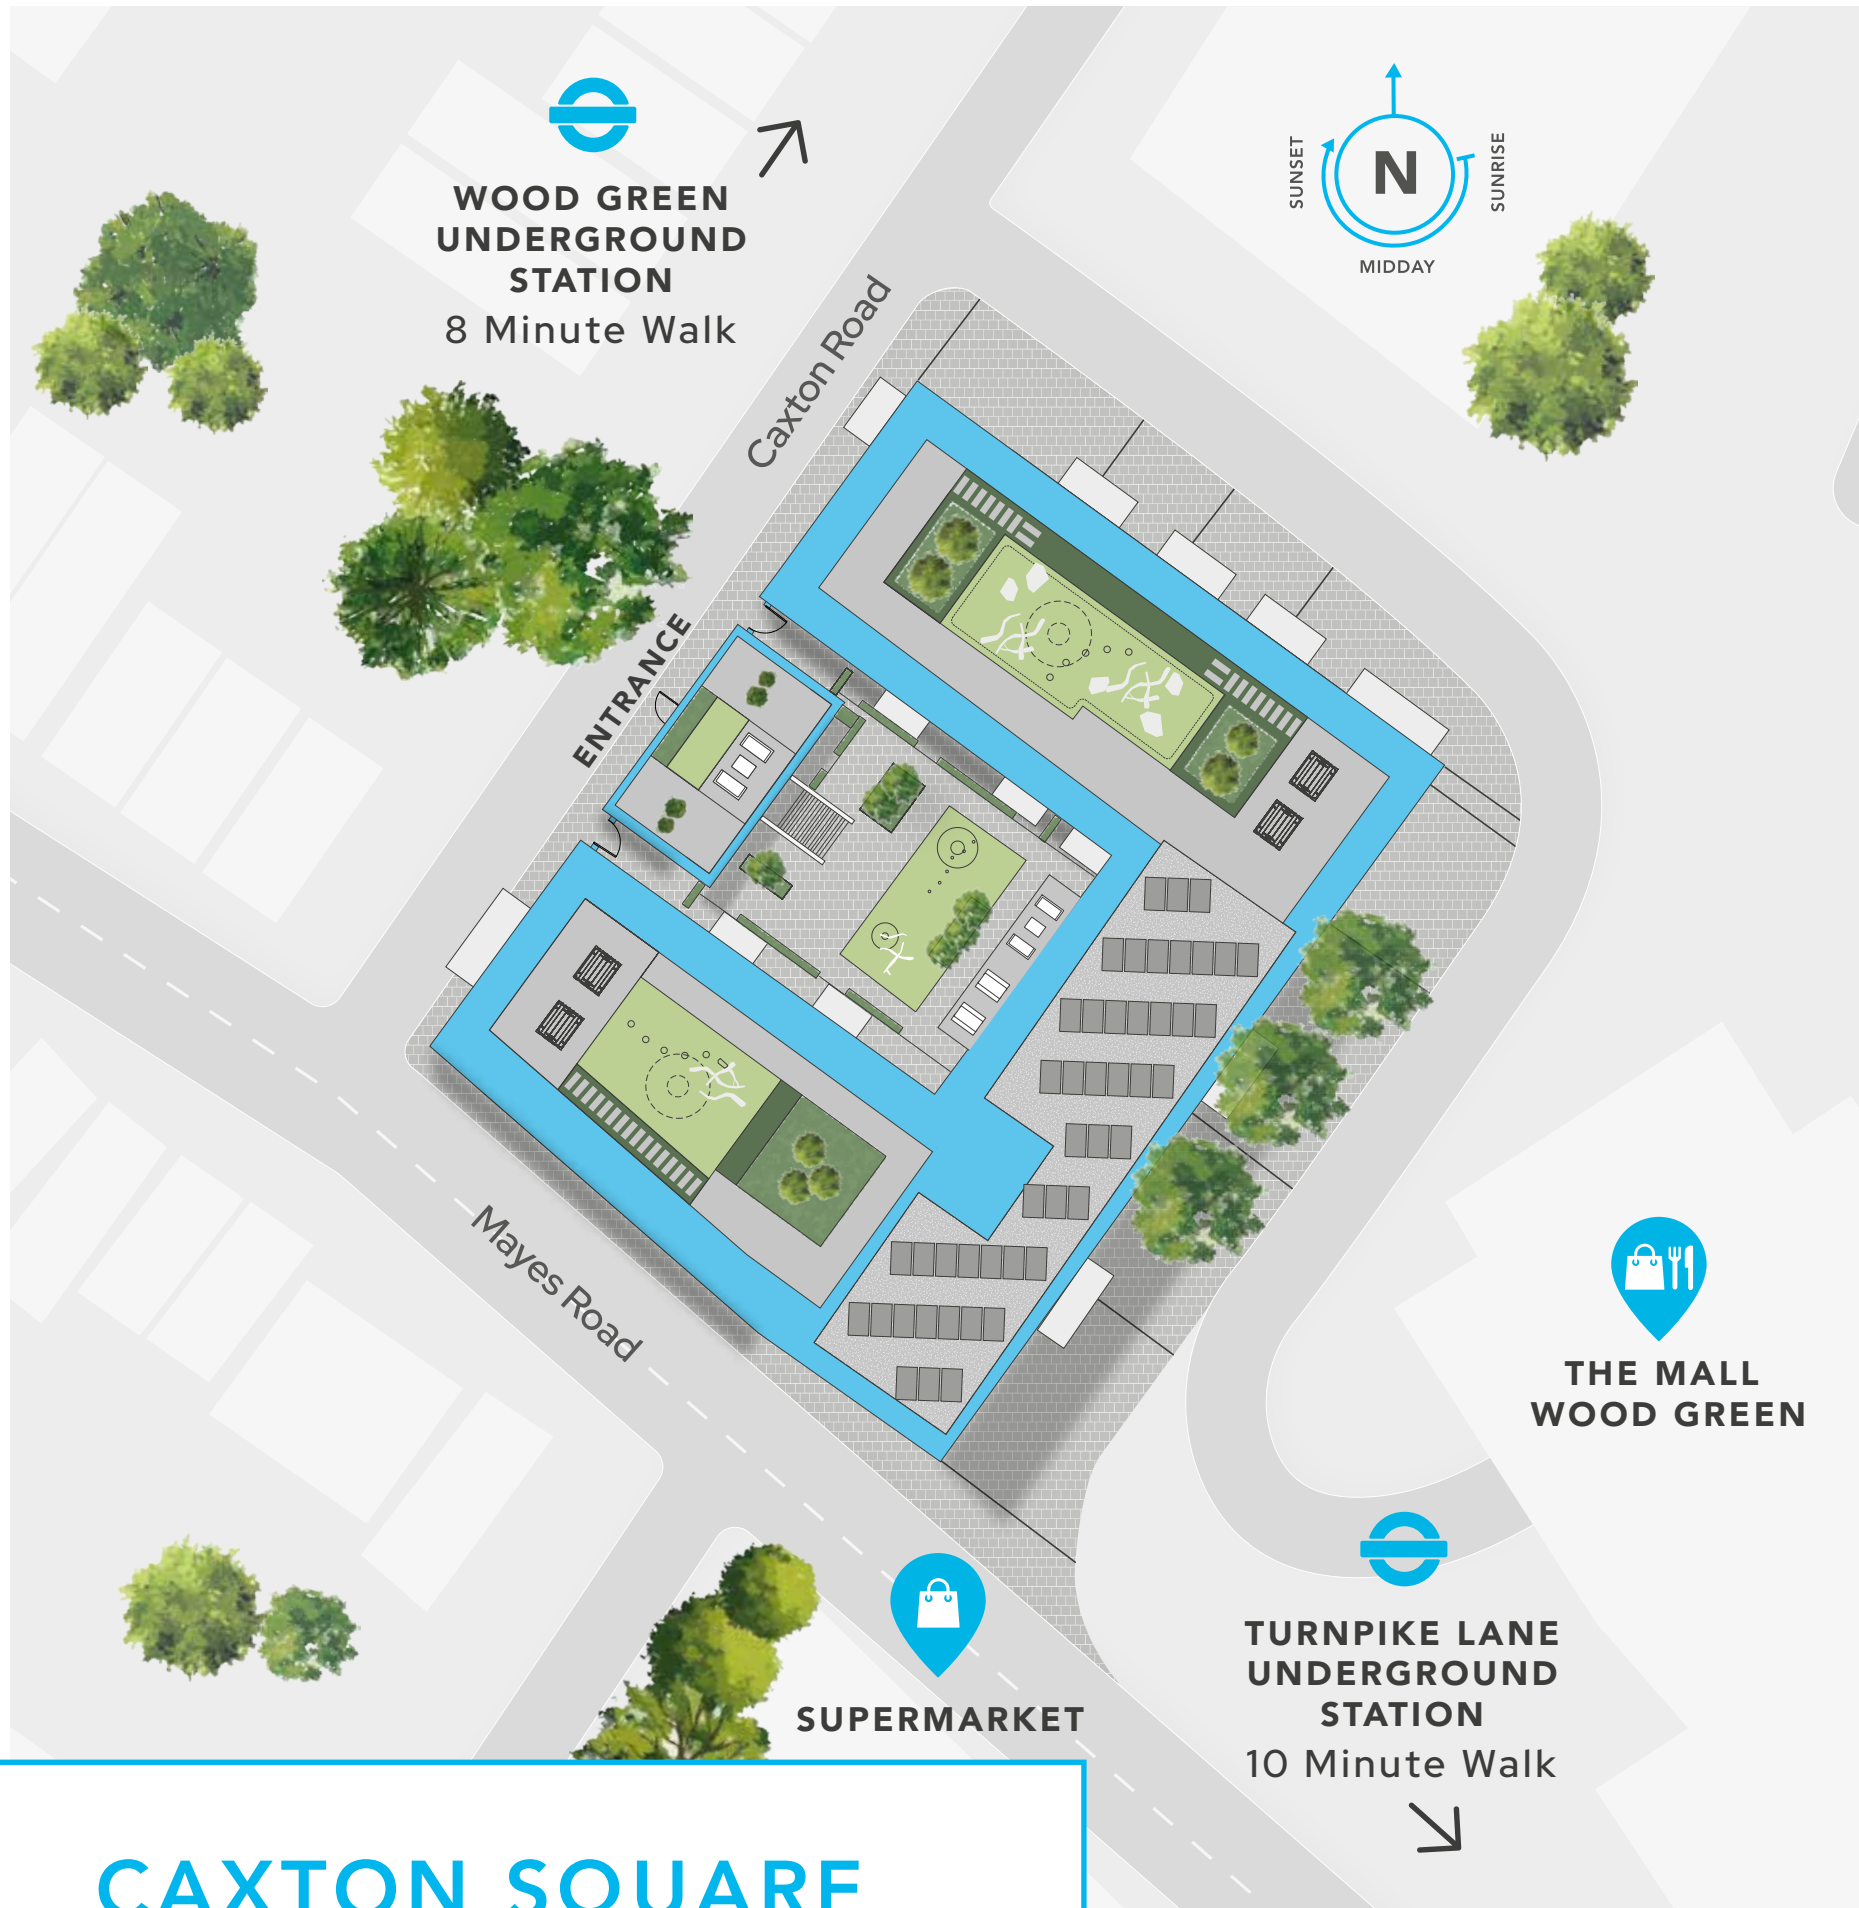 WOOD GREEN
UNDERGROUND
STATION
8 Minute Walk
N
SUNSET
SUNRISE
MIDDAY
Caxton Road
ENTRANCE
Mayes Road
THE MALL
WOOD GREEN
SUPERMARKET
TURNPIKE LANE
UNDERGROUND
STATION
10 Minute Walk
CAXTON SQUARE